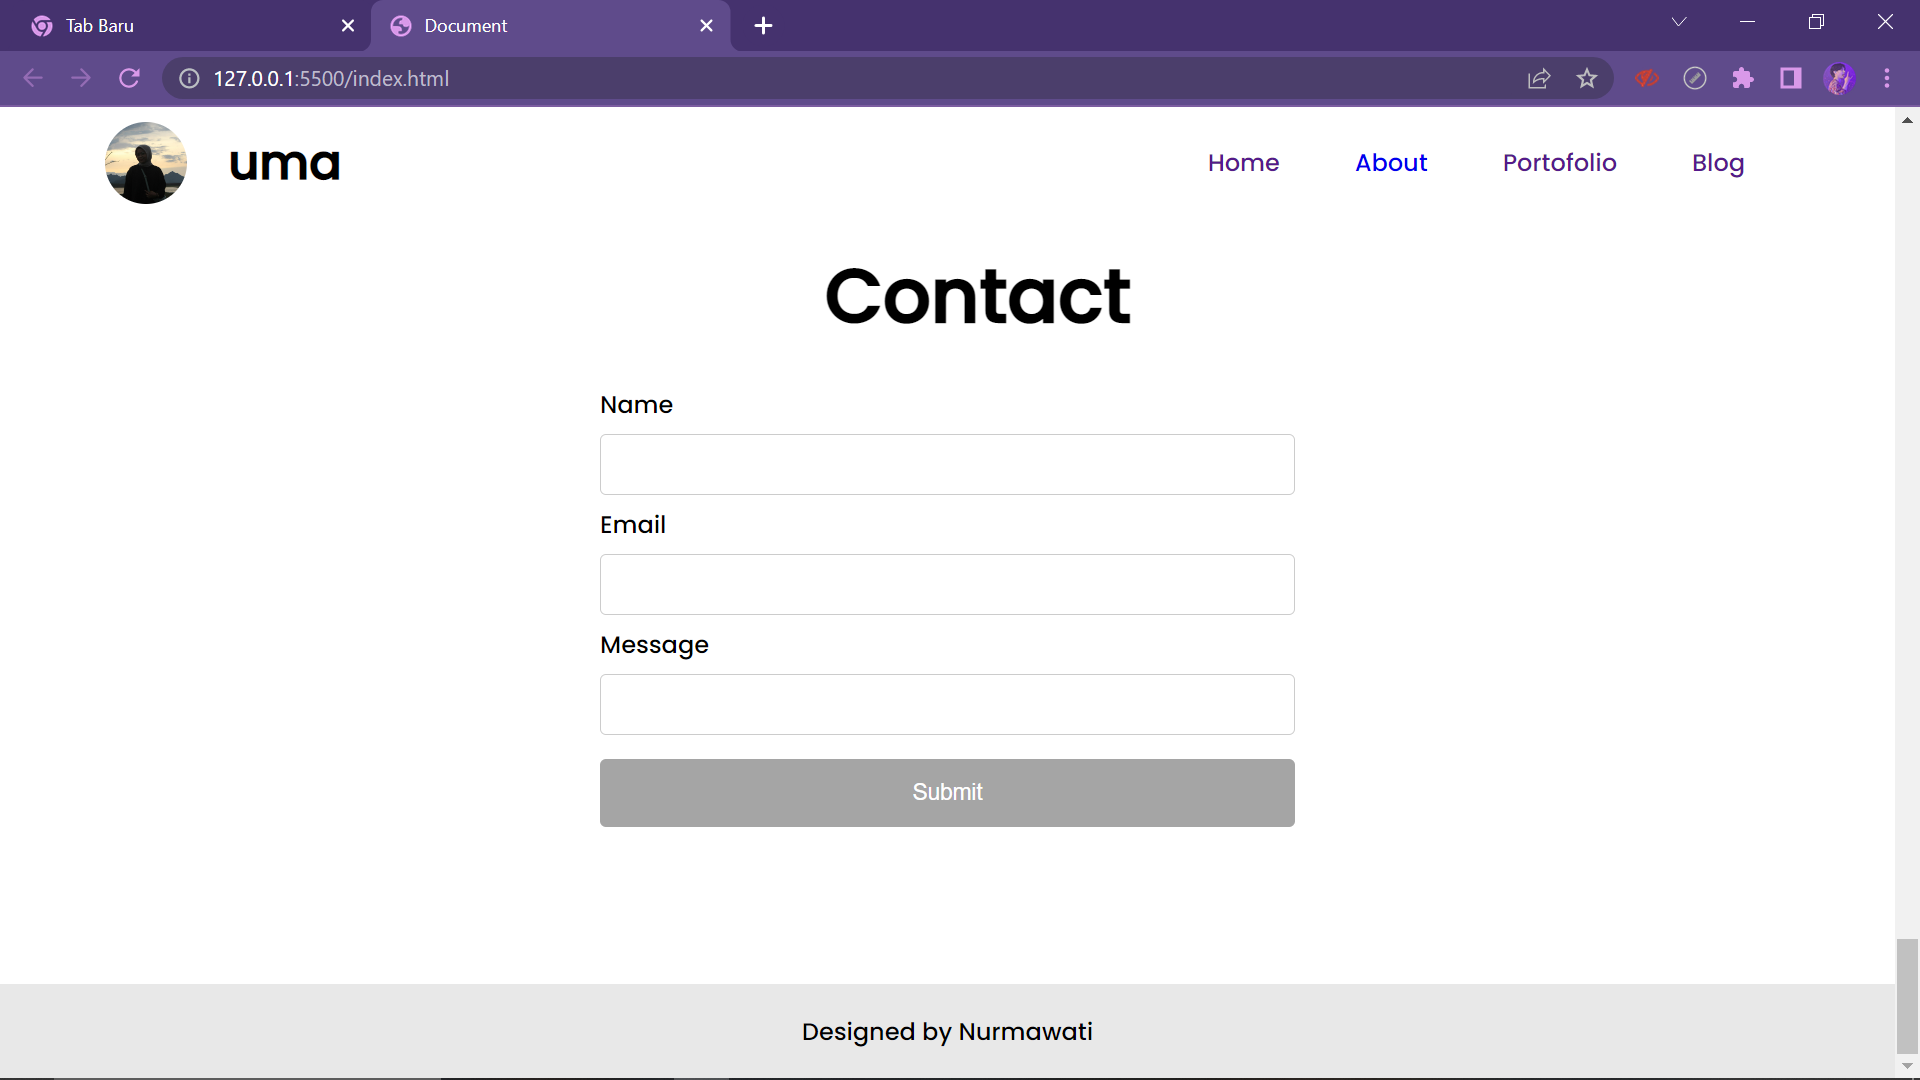 Tab Baru
Document
127.0.0.1:5500/index.html
uma
Home
About
Portofolio
Blog
Contact
Name
Email
Message
Submit
Designed by Nurmawati